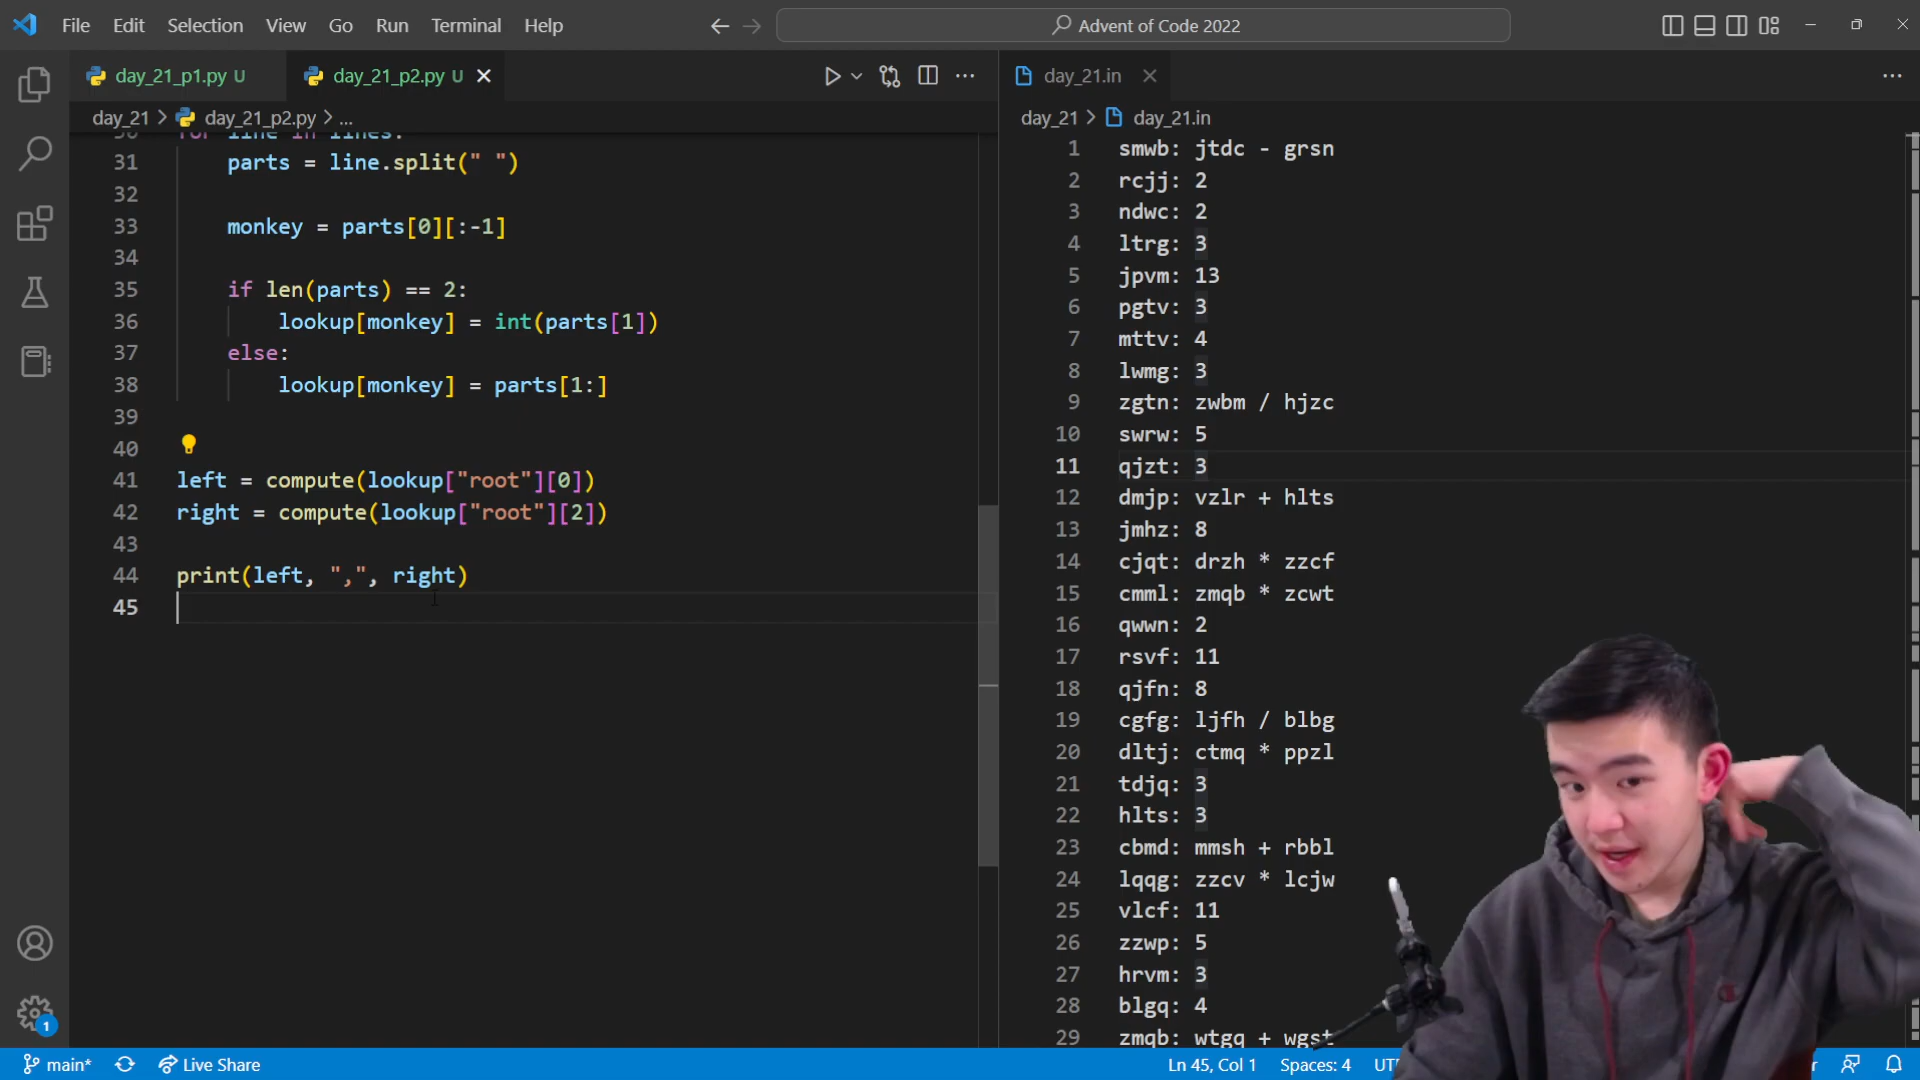 File Edit Selection View Go Run Terminal Help
Advent of Code 2022
day_21_p1.py U
day_21_p2.py U
day_21 > day_21_p2.py > ...
for line in lines:
31 parts = line.split(" ")
32
33 monkey = parts[0][:-1]
34
35 if len(parts) == 2:
36 lookup[monkey] = int(parts[1])
37 else:
38 lookup[monkey] = parts[1:]
39
40
41 left = compute(lookup["root"][0])
42 right = compute(lookup["root"][2])
43
44 print(left, ",", right)
45
day_21.in
day_21 > day_21.in
1 smwb: jtdc - grsn
2 rcjj: 2
3 ndwc: 2
4 ltrg: 3
5 jpvm: 13
6 pgtv: 3
7 mttv: 4
8 lwmg: 3
9 zgtn: zwbm / hjzc
10 swrw: 5
11 qjzt: 3
12 dmjp: vzlr + hlts
13 jmhz: 8
14 cjqt: drzh * zzcf
15 cmml: zmqb * zcwt
16 qwwn: 2
17 rsvf: 11
18 qjfn: 8
19 cgfg: ljfh / blbg
20 dltj: ctmq * ppzl
21 tdjq: 3
22 hlts: 3
23 cbmd: mmsh + rbbl
24 lqqg: zzcv * lcjw
25 vlcf: 11
26 zzwp: 5
27 hrvm: 3
28 blgq: 4
29 zmqb: wtgq + wgst
1
main* Live Share
Ln 45, Col 1 Spaces: 4